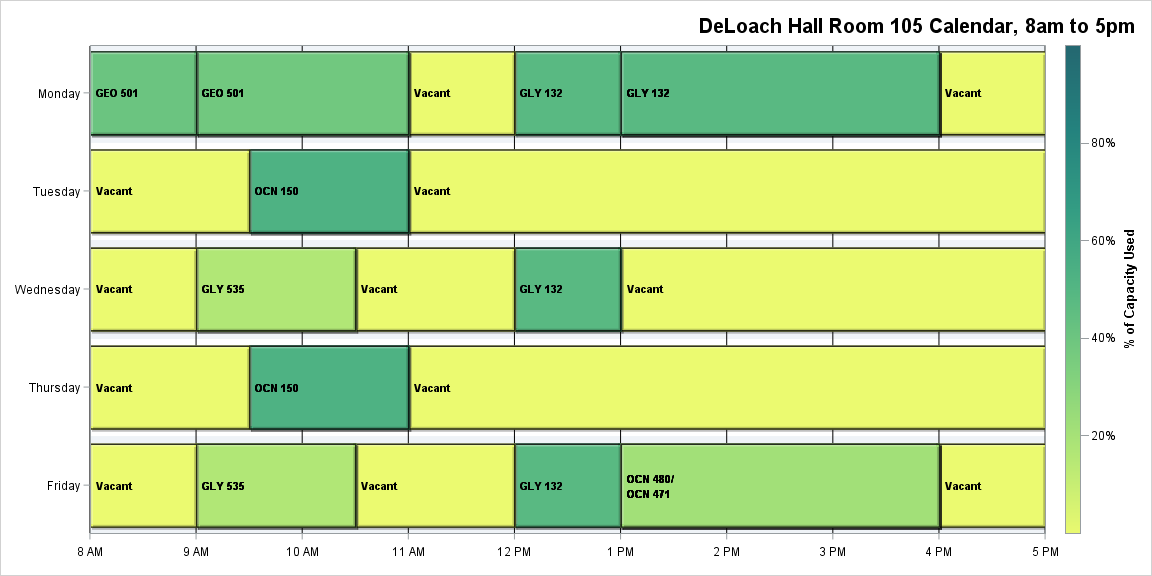 DeLoach Hall Room 105 Calendar, 8am to 5pm
Monday
GEO 501
GEO 501
Vacant
GLY 132
GLY 132
Vacant
Tuesday
Vacant
OCN 150
Vacant
Wednesday
Vacant
GLY 535
Vacant
GLY 132
Vacant
Thursday
Vacant
OCN 150
Vacant
Friday
Vacant
GLY 535
Vacant
GLY 132
OCN 480/
OCN 471
Vacant
8 AM
9 AM
10 AM
11 AM
12 PM
1 PM
2 PM
3 PM
4 PM
5 PM
80%
60%
40%
20%
% of Capacity Used